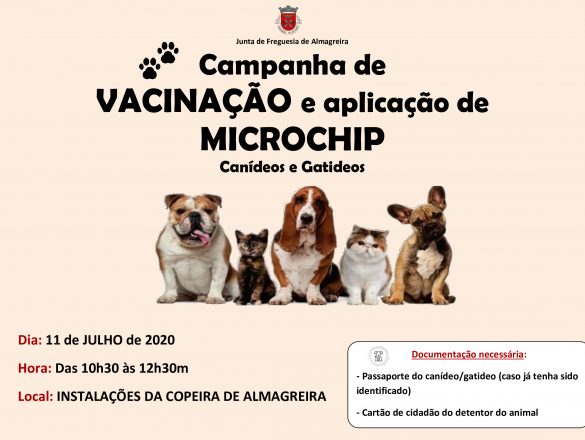 Junta de Freguesia de Almagreira
Campanha de
VACINAÇÃO e aplicação de
MICROCHIP
Canídeos e Gatideos
Dia: 11 de JULHO de 2020
Hora: Das 10h30 às 12h30m
Local: INSTALAÇÕES DA COPEIRA DE ALMAGREIRA
Documentação necessária:
- Passaporte do canídeo/gatideo (caso já tenha sido
identificado)
- Cartão de cidadão do detentor do animal